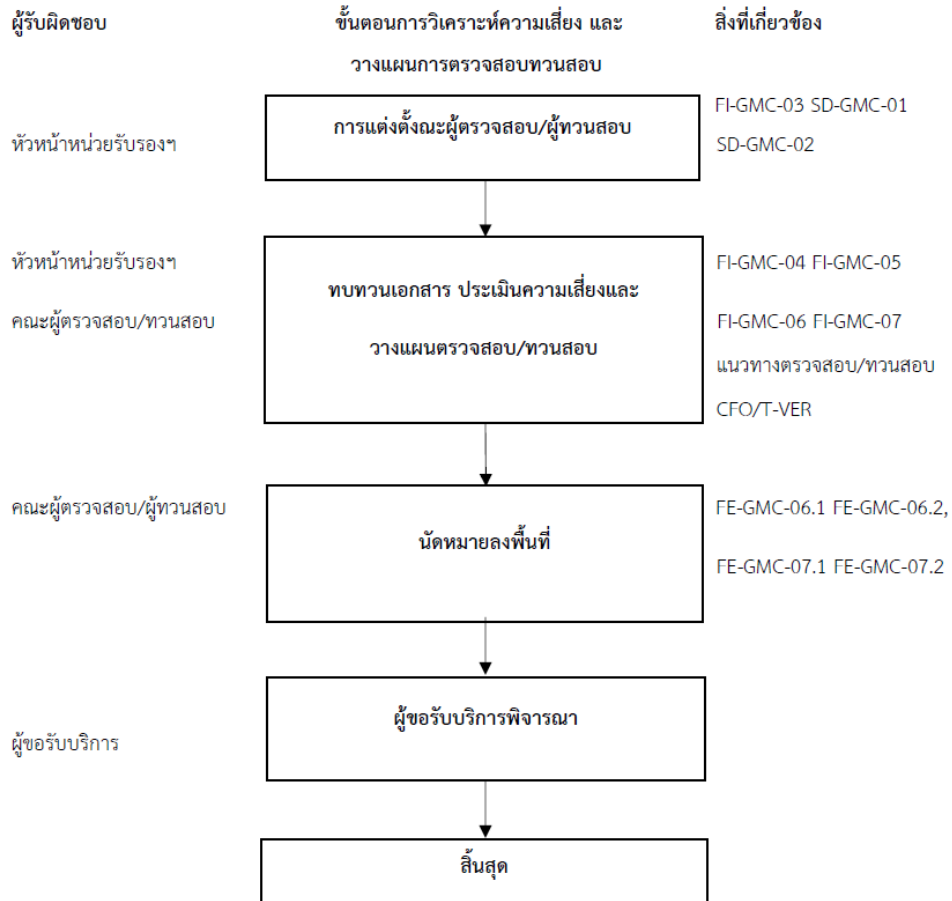 ผู้รับผิดชอบ ขั้นตอนการวิเคราะห์ความเสี่ยง และ สิ่งที่เกี่ยวข้อง
วางแผนการตรวจสอบทวนสอบ
การแต่งตั้งณะผู้ตรวจสอบ/ผู้ทวนสอบ FI-GMC-03 SD-GMC-01
หัวหน้าหน่วยรับรองฯ SD-GMC-02
หัวหน้าหน่วยรับรองฯ FI-GMC-04 FI-GMC-05
ทบทวนเอกสาร ประเมินความเสี่ยงและ
คณะผู้ตรวจสอบ/ทวนสอบ FI-GMC-06 FI-GMC-07
วางแผนตรวจสอบ/ทวนสอบ
แนวทางตรวจสอบ/ทวนสอบ
CFO/T-VER
คณะผู้ตรวจสอบ/ผู้ทวนสอบ FE-GMC-06.1 FE-GMC-06.2,
นัดหมายลงพื้นที่
FE-GMC-07.1 FE-GMC-07.2
ผู้ขอรับบริการพิจารณา
ผู้ขอรับบริการ
สิ้นสุด